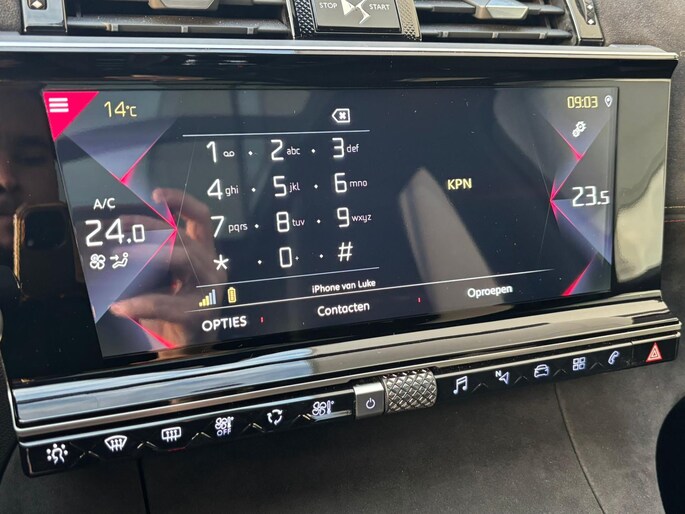 STOP START
14°C
09:03
1 2 abc 3 def
A/C
24.0
4 ghi 5 jkl 6 mno
KPN
23.5
7 pqrs 8 tuv 9 wxyz
* 0 #
iPhone van Luke
OPTIES Contacten Oproepen
OFF
N